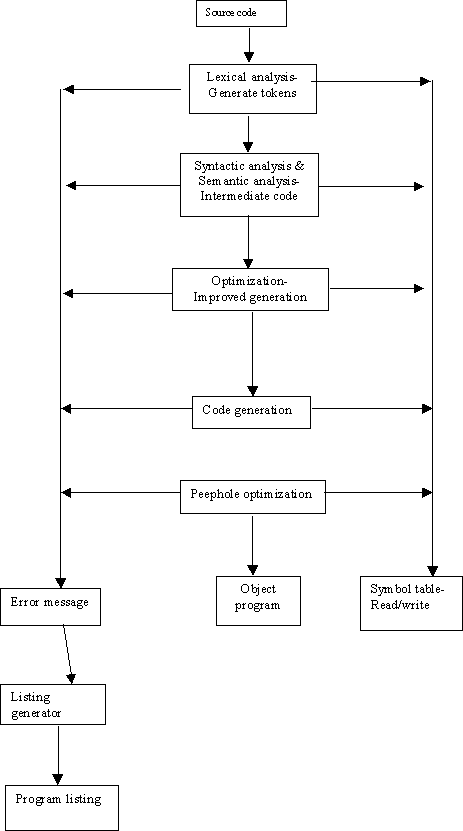 Source code
Lexical analysis-
Generate tokens
Syntactic analysis &
Semantic analysis-
Intermediate code
Optimization-
Improved generation
Code generation
Peephole optimization
Error message
Object
program
Symbol table-
Read/write
Listing
generator
Program listing